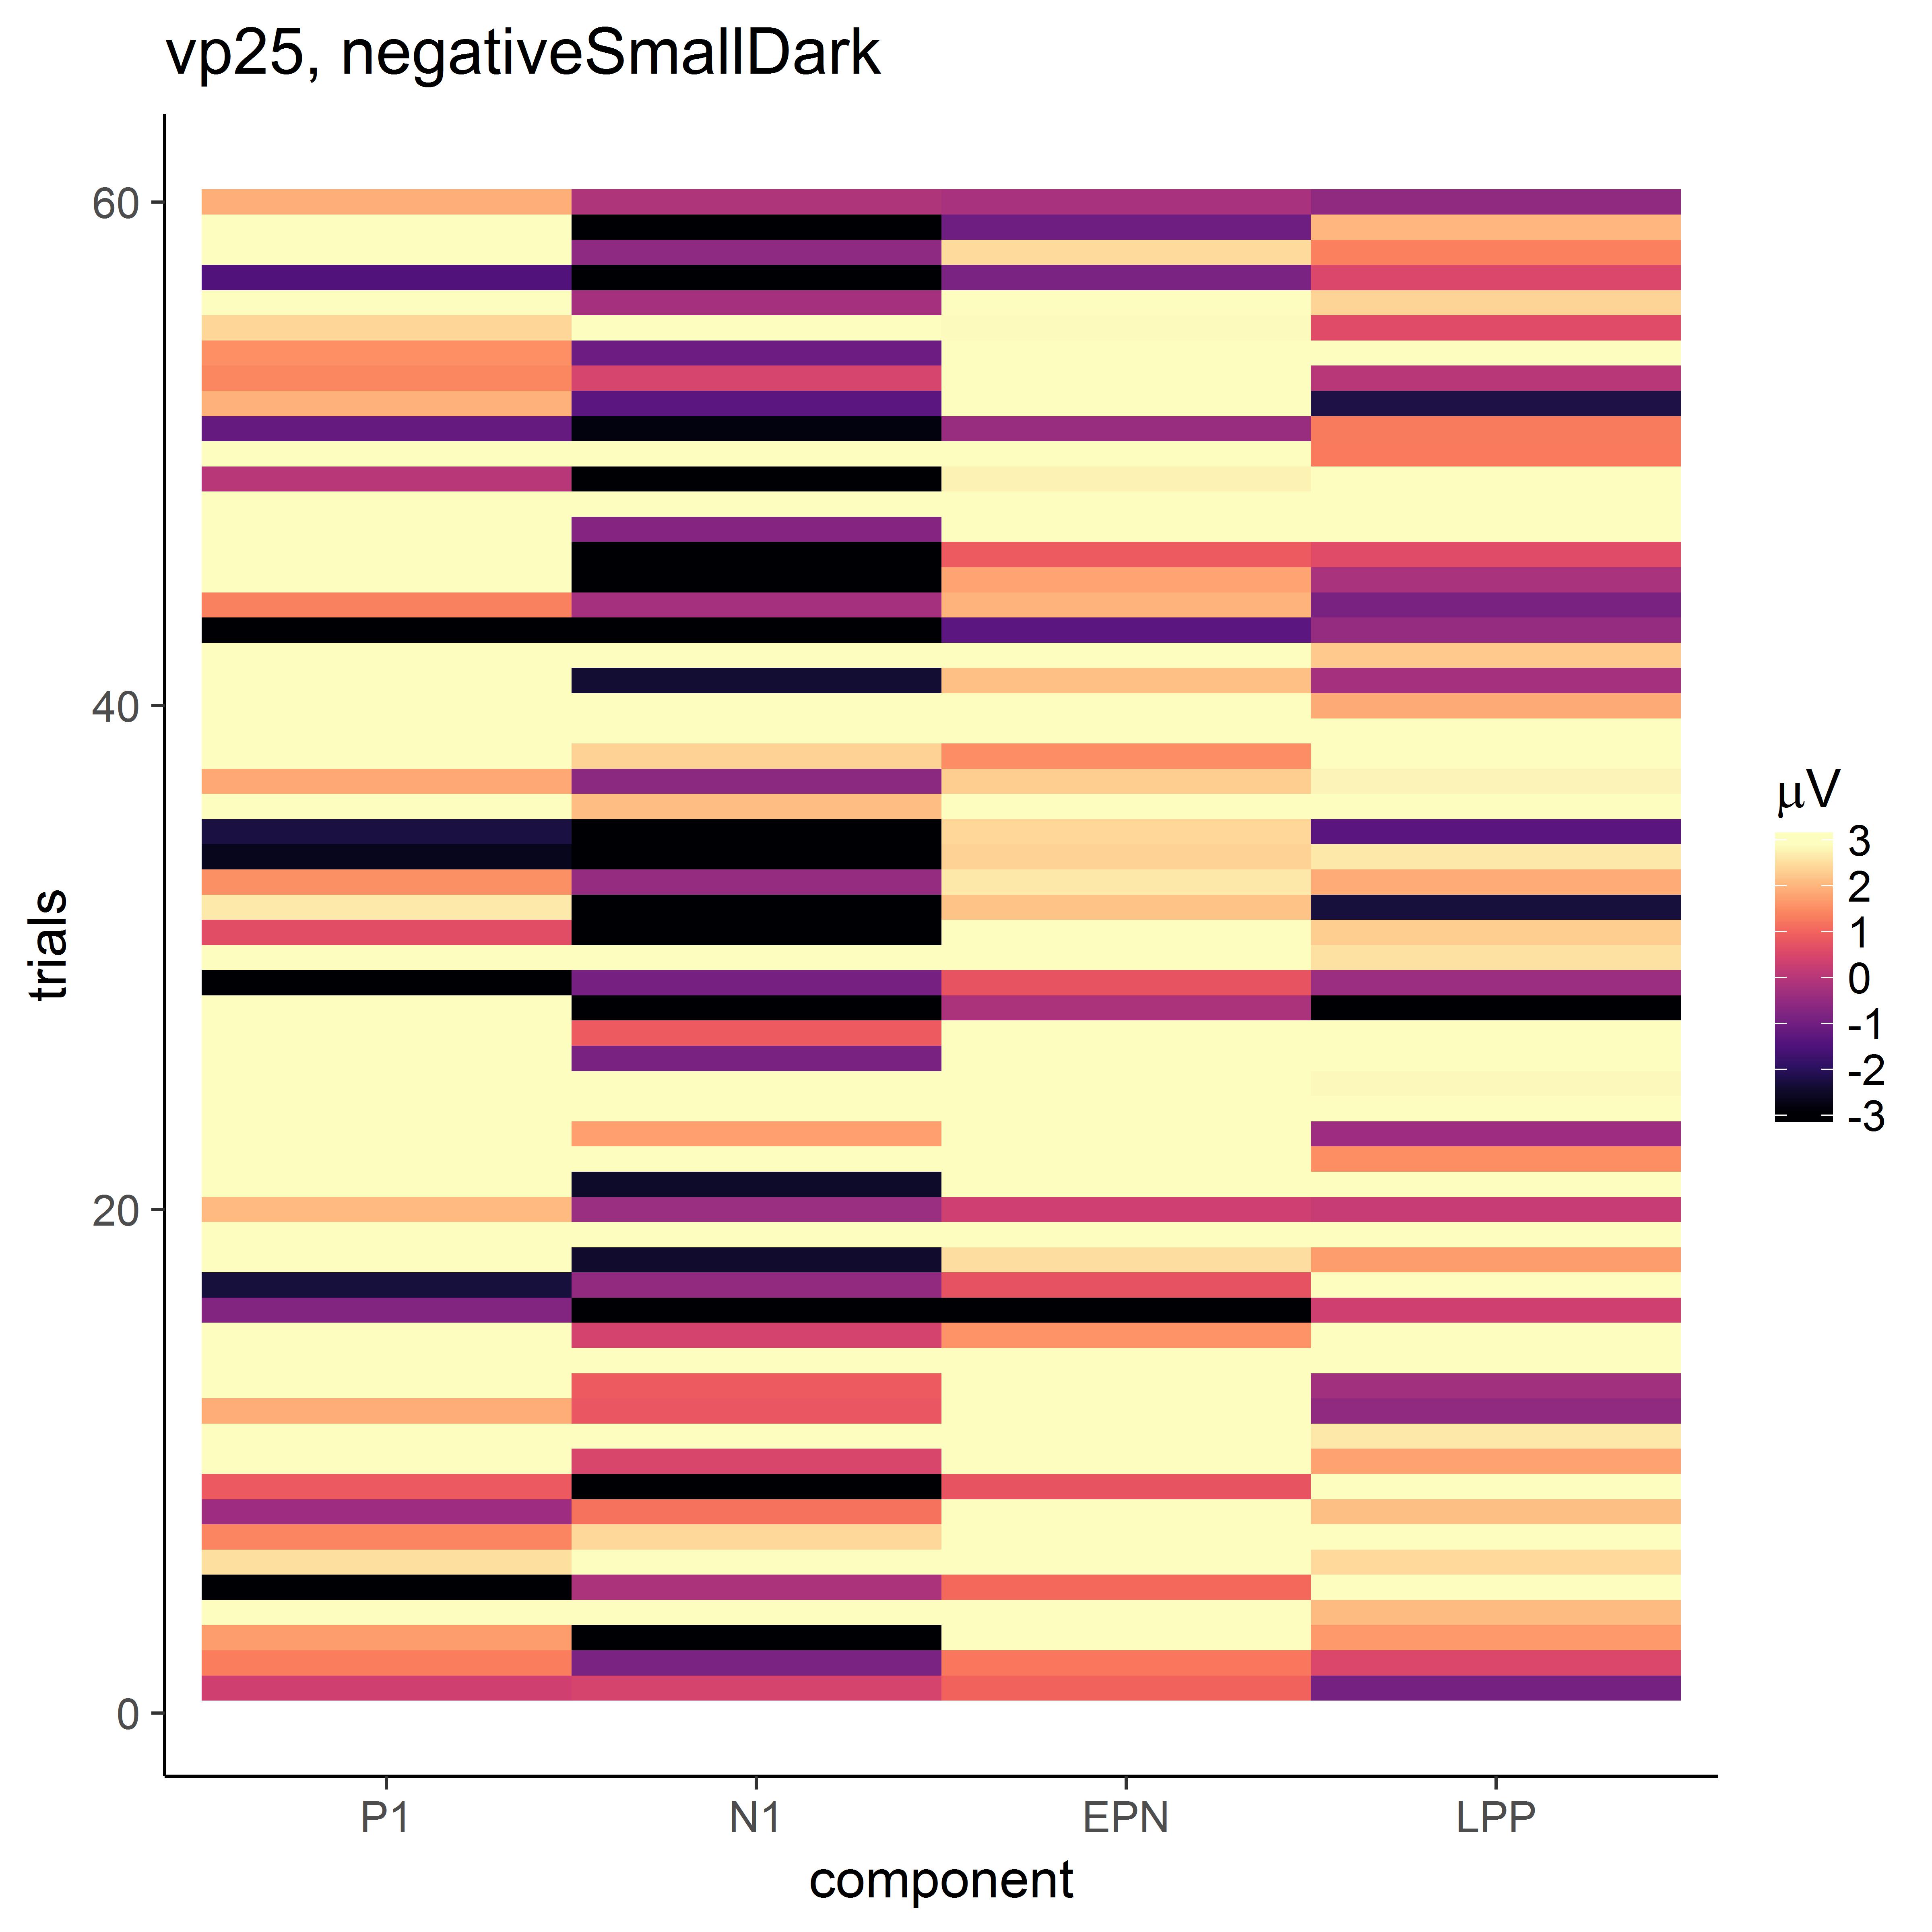 vp25, negativeSmallDark
60
40
20
0
trials
P1 N1 EPN LPP
component
μV
3
2
1
0
-1
-2
-3